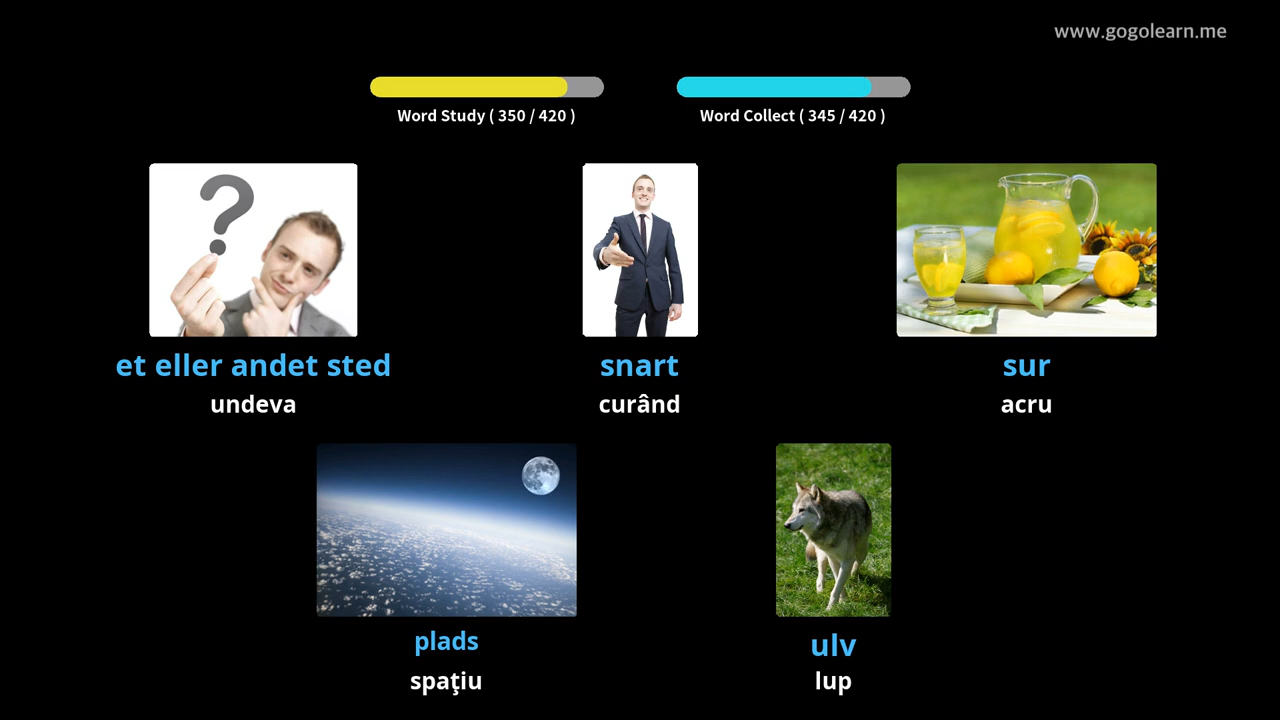 www.gogolearn.me
Word Study ( 350 / 420 )
Word Collect ( 345 / 420 )
?
et eller andet sted
undeva
snart
curând
sur
acru
plads
spaţiu
ulv
lup